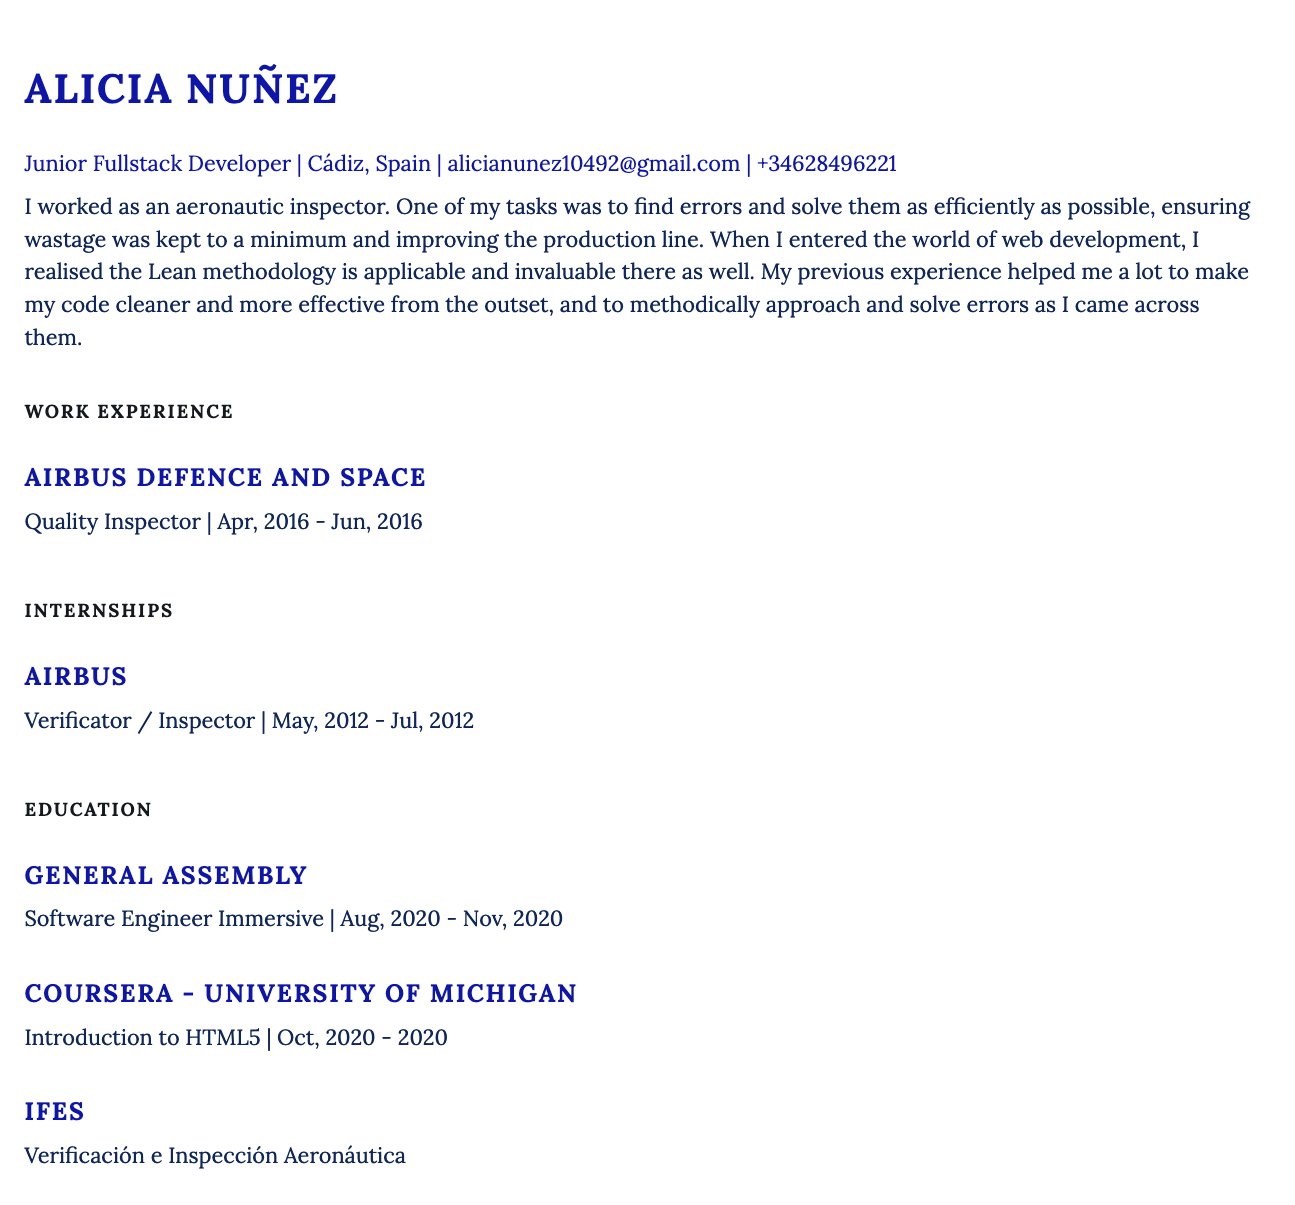 ALICIA NUÑEZ
Junior Fullstack Developer | Cádiz, Spain | alicianunez10492@gmail.com | +34628496221
I worked as an aeronautic inspector. One of my tasks was to find errors and solve them as efficiently as possible, ensuring
wastage was kept to a minimum and improving the production line. When I entered the world of web development, I
realised the Lean methodology is applicable and invaluable there as well. My previous experience helped me a lot to make
my code cleaner and more effective from the outset, and to methodically approach and solve errors as I came across
them.
WORK EXPERIENCE
AIRBUS DEFENCE AND SPACE
Quality Inspector | Apr, 2016 - Jun, 2016
INTERNSHIPS
AIRBUS
Verificator / Inspector | May, 2012 - Jul, 2012
EDUCATION
GENERAL ASSEMBLY
Software Engineer Immersive | Aug, 2020 - Nov, 2020
COURSERA - UNIVERSITY OF MICHIGAN
Introduction to HTML5 | Oct, 2020 - 2020
IFES
Verificación e Inspección Aeronáutica